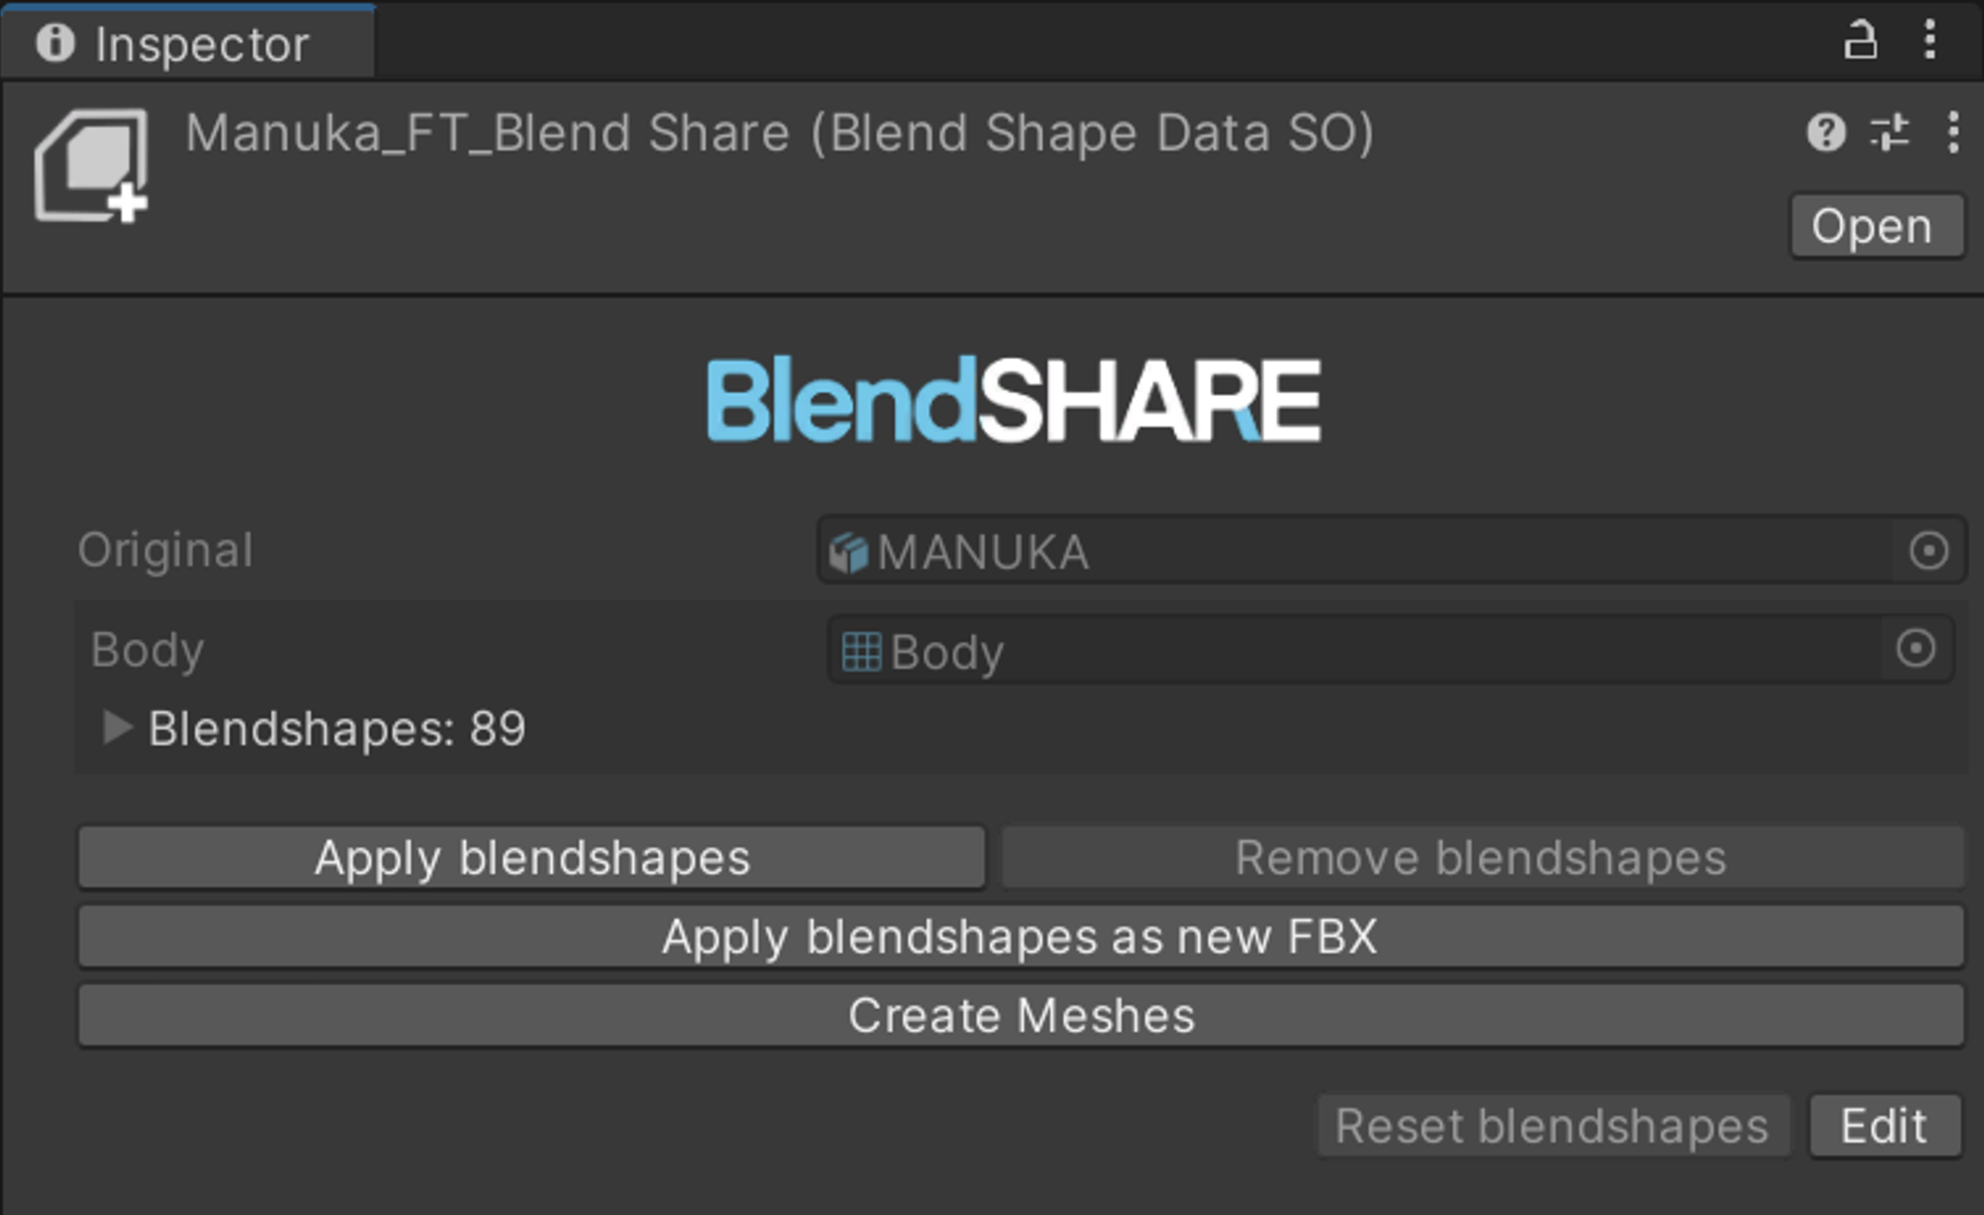 Inspector
Manuka_FT_Blend Share (Blend Shape Data SO)
Open
BlendSHARE
Original MANUKA
Body Body
Blendshapes: 89
Apply blendshapes Remove blendshapes
Apply blendshapes as new FBX
Create Meshes
Reset blendshapes Edit